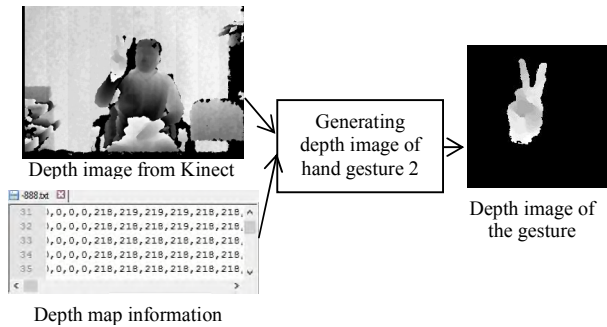 Depth image from Kinect
Generating
depth image of
hand gesture 2
Depth image of
the gesture
-888.txt
31 ),0,0,0,218,219,219,219,218,218,
32 ),0,0,0,218,218,218,218,218,218,
33 ),0,0,0,218,218,218,218,218,218,
34 ),0,0,0,218,218,218,218,218,218,
35 ),0,0,0,218,218,218,218,218,218,
Depth map information